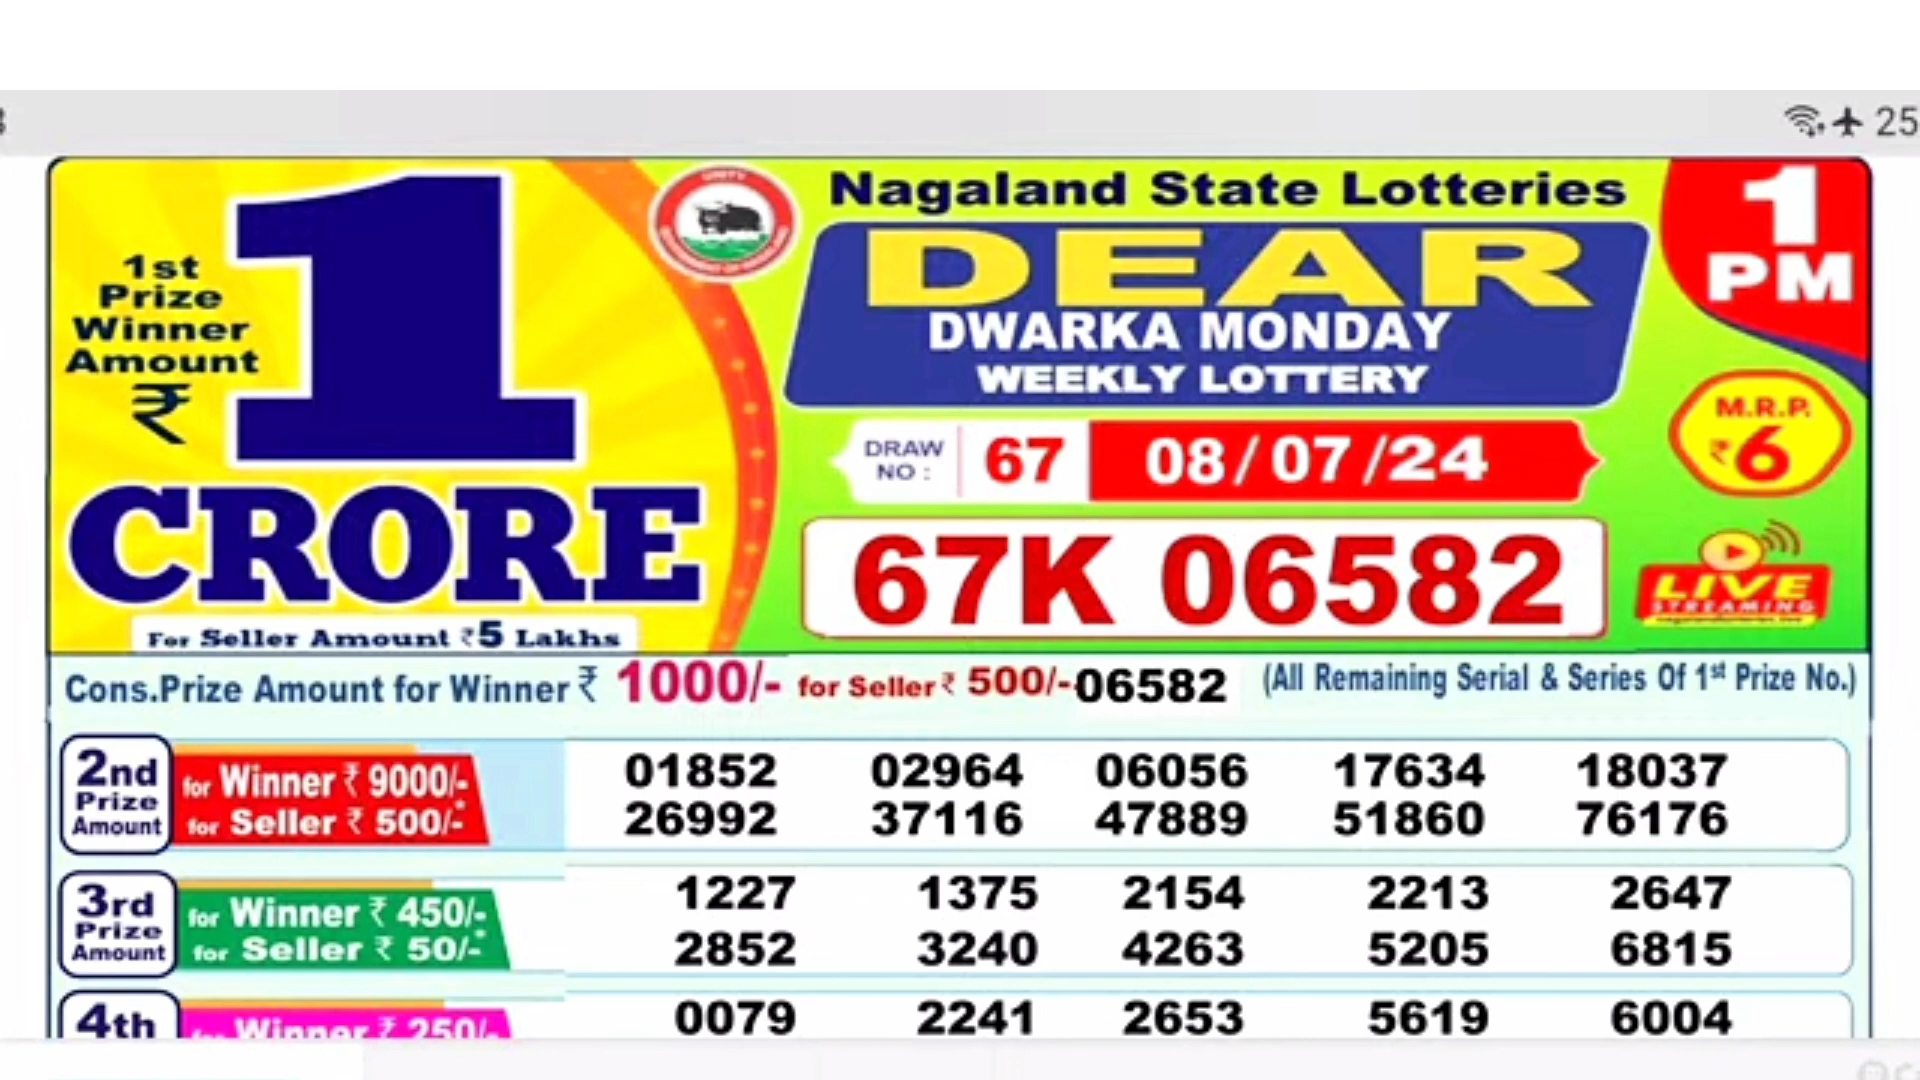 25
Nagaland State Lotteries
1
PM
1st
Prize
Winner
Amount
₹
1
CRORE
For Seller Amount ₹5 Lakhs
UNITY
DEAR
DWARKA MONDAY
WEEKLY LOTTERY
M.R.P.
₹6
DRAW NO : 67 08/07/24
67K 06582
LIVE
STREAMING
Cons.Prize Amount for Winner ₹ 1000/- for Seller ₹ 500/- 06582 (All Remaining Serial & Series Of 1st Prize No.)
2nd
Prize
Amount
for Winner ₹ 9000/-
for Seller ₹ 500/-*
01852 02964 06056 17634 18037
26992 37116 47889 51860 76176
3rd
Prize
Amount
for Winner ₹ 450/-
for Seller ₹ 50/-*
1227 1375 2154 2213 2647
2852 3240 4263 5205 6815
4th
for Winner ₹ 250/-
0079 2241 2653 5619 6004